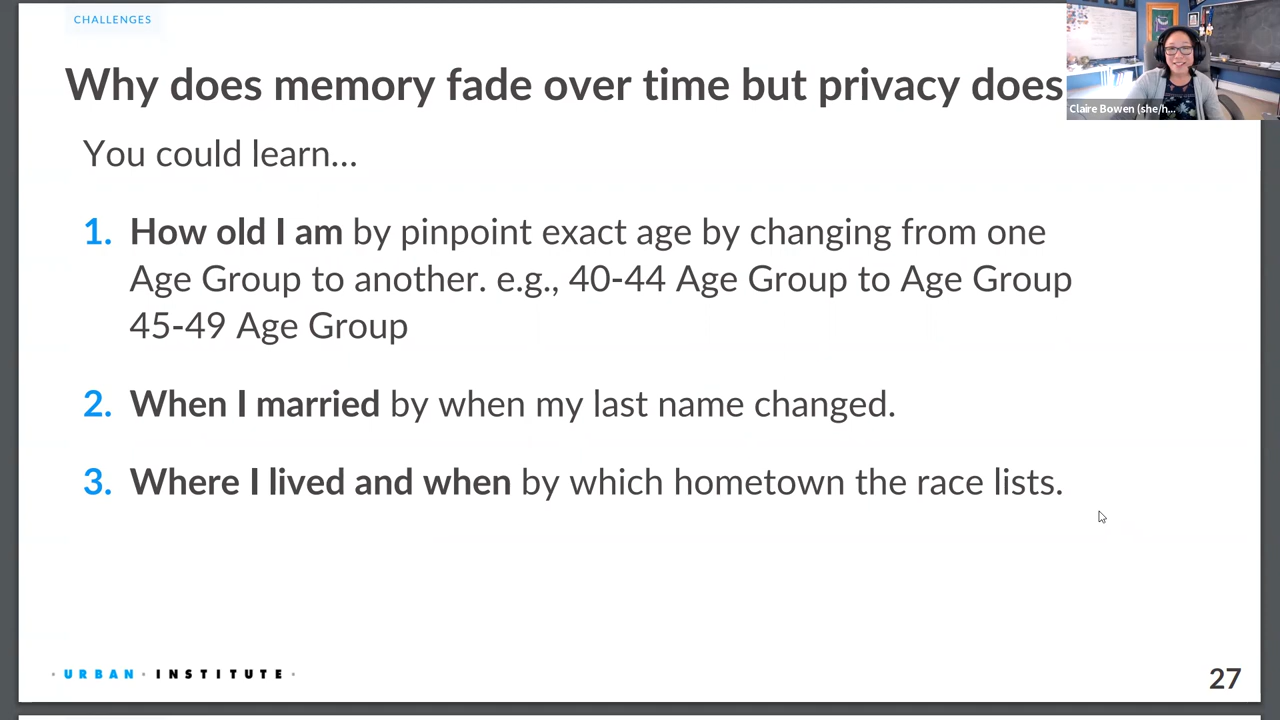 CHALLENGES
Why does memory fade over time but privacy does
Claire Bowen (she/h...
You could learn...
1. How old I am by pinpoint exact age by changing from one
Age Group to another. e.g., 40-44 Age Group to Age Group
45-49 Age Group
2. When I married by when my last name changed.
3. Where I lived and when by which hometown the race lists.
· URBAN · INSTITUTE ·
27